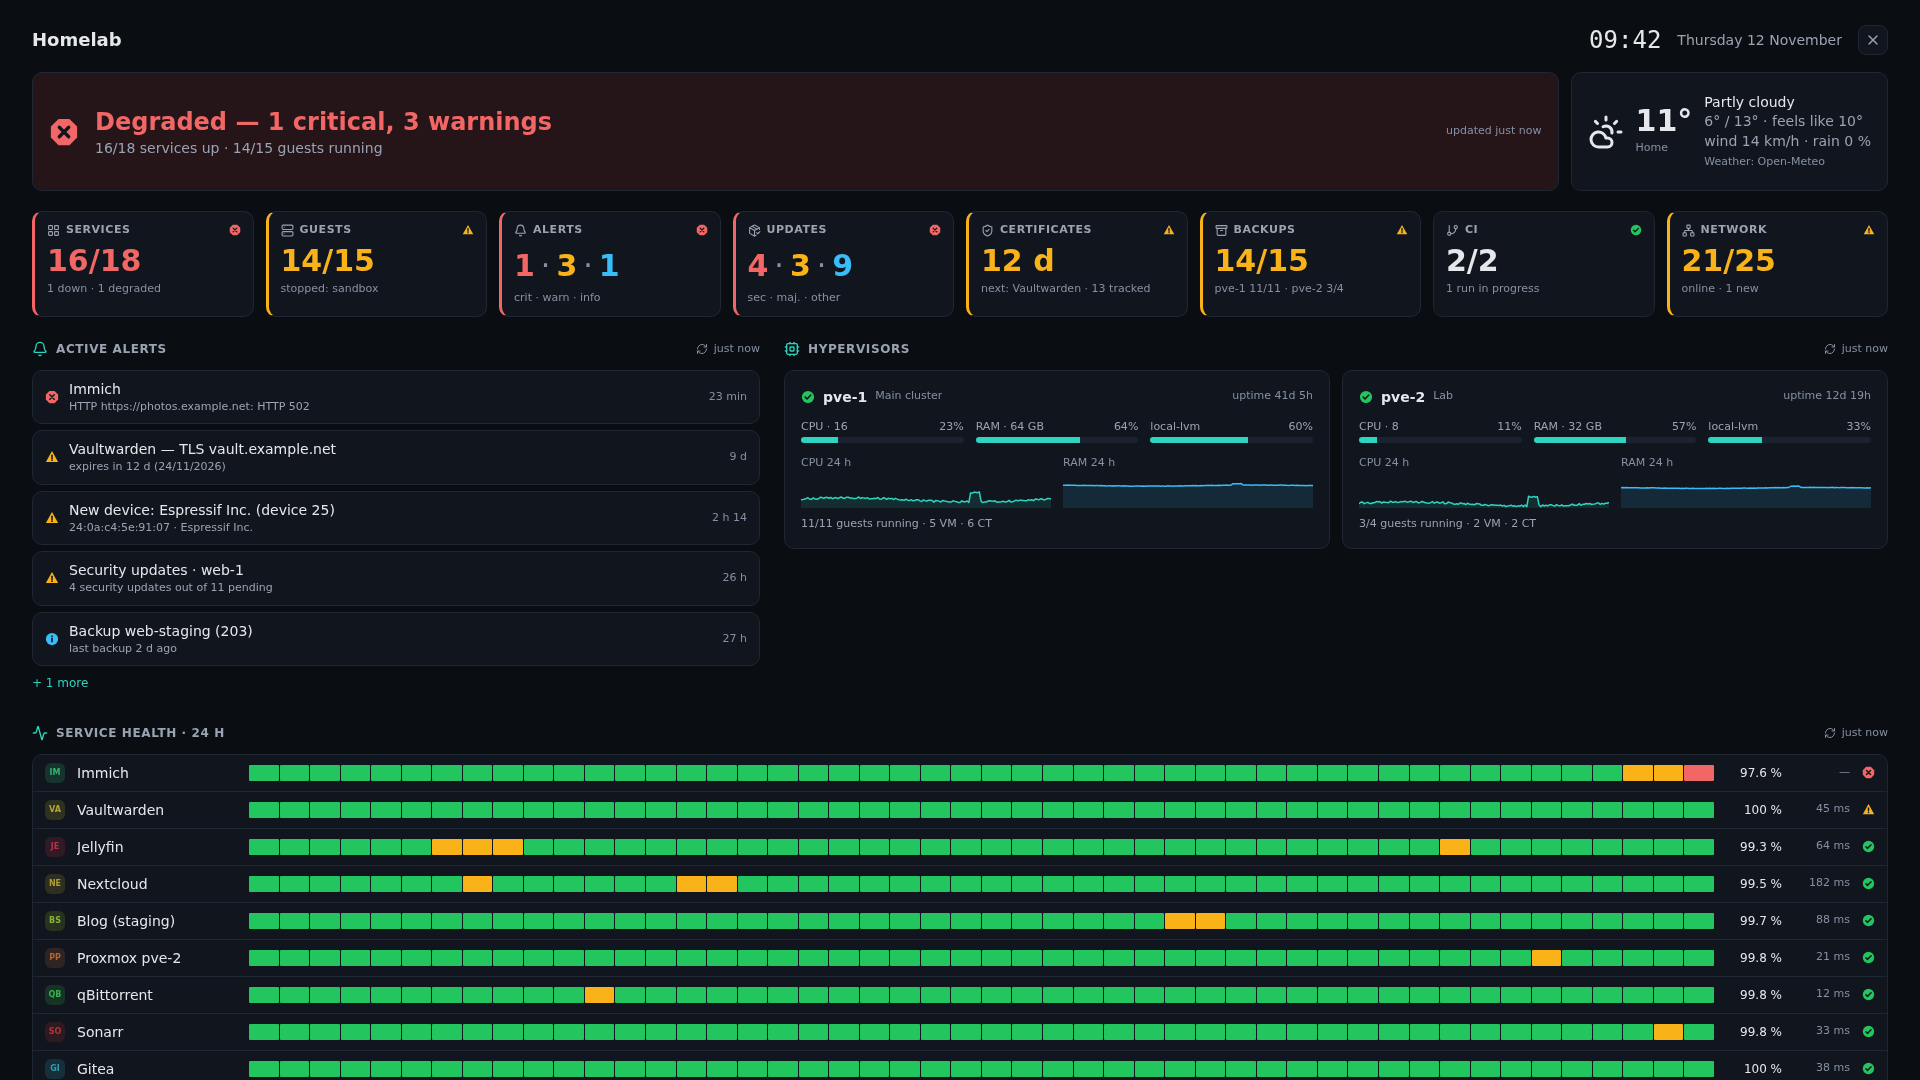 Homelab
09:42 Thursday 12 November
Degraded — 1 critical, 3 warnings
16/18 services up · 14/15 guests running
updated just now
11°
Home
Partly cloudy
6° / 13° · feels like 10°
wind 14 km/h · rain 0 %
Weather: Open-Meteo
SERVICES
16/18
1 down · 1 degraded
GUESTS
14/15
stopped: sandbox
ALERTS
1 · 3 · 1
crit · warn · info
UPDATES
4 · 3 · 9
sec · maj. · other
CERTIFICATES
12 d
next: Vaultwarden · 13 tracked
BACKUPS
14/15
pve-1 11/11 · pve-2 3/4
CI
2/2
1 run in progress
NETWORK
21/25
online · 1 new
ACTIVE ALERTS just now
Immich
HTTP https://photos.example.net: HTTP 502
23 min
Vaultwarden — TLS vault.example.net
expires in 12 d (24/11/2026)
9 d
New device: Espressif Inc. (device 25)
24:0a:c4:5e:91:07 · Espressif Inc.
2 h 14
Security updates · web-1
4 security updates out of 11 pending
26 h
Backup web-staging (203)
last backup 2 d ago
27 h
+ 1 more
HYPERVISORS just now
pve-1 Main cluster uptime 41d 5h
CPU · 16 23% RAM · 64 GB 64% local-lvm 60%
CPU 24 h RAM 24 h
11/11 guests running · 5 VM · 6 CT
pve-2 Lab uptime 12d 19h
CPU · 8 11% RAM · 32 GB 57% local-lvm 33%
CPU 24 h RAM 24 h
3/4 guests running · 2 VM · 2 CT
SERVICE HEALTH · 24 H just now
IM Immich 97.6 % —
VA Vaultwarden 100 % 45 ms
JE Jellyfin 99.3 % 64 ms
NE Nextcloud 99.5 % 182 ms
BS Blog (staging) 99.7 % 88 ms
PP Proxmox pve-2 99.8 % 21 ms
QB qBittorrent 99.8 % 12 ms
SO Sonarr 99.8 % 33 ms
GI Gitea 100 % 38 ms